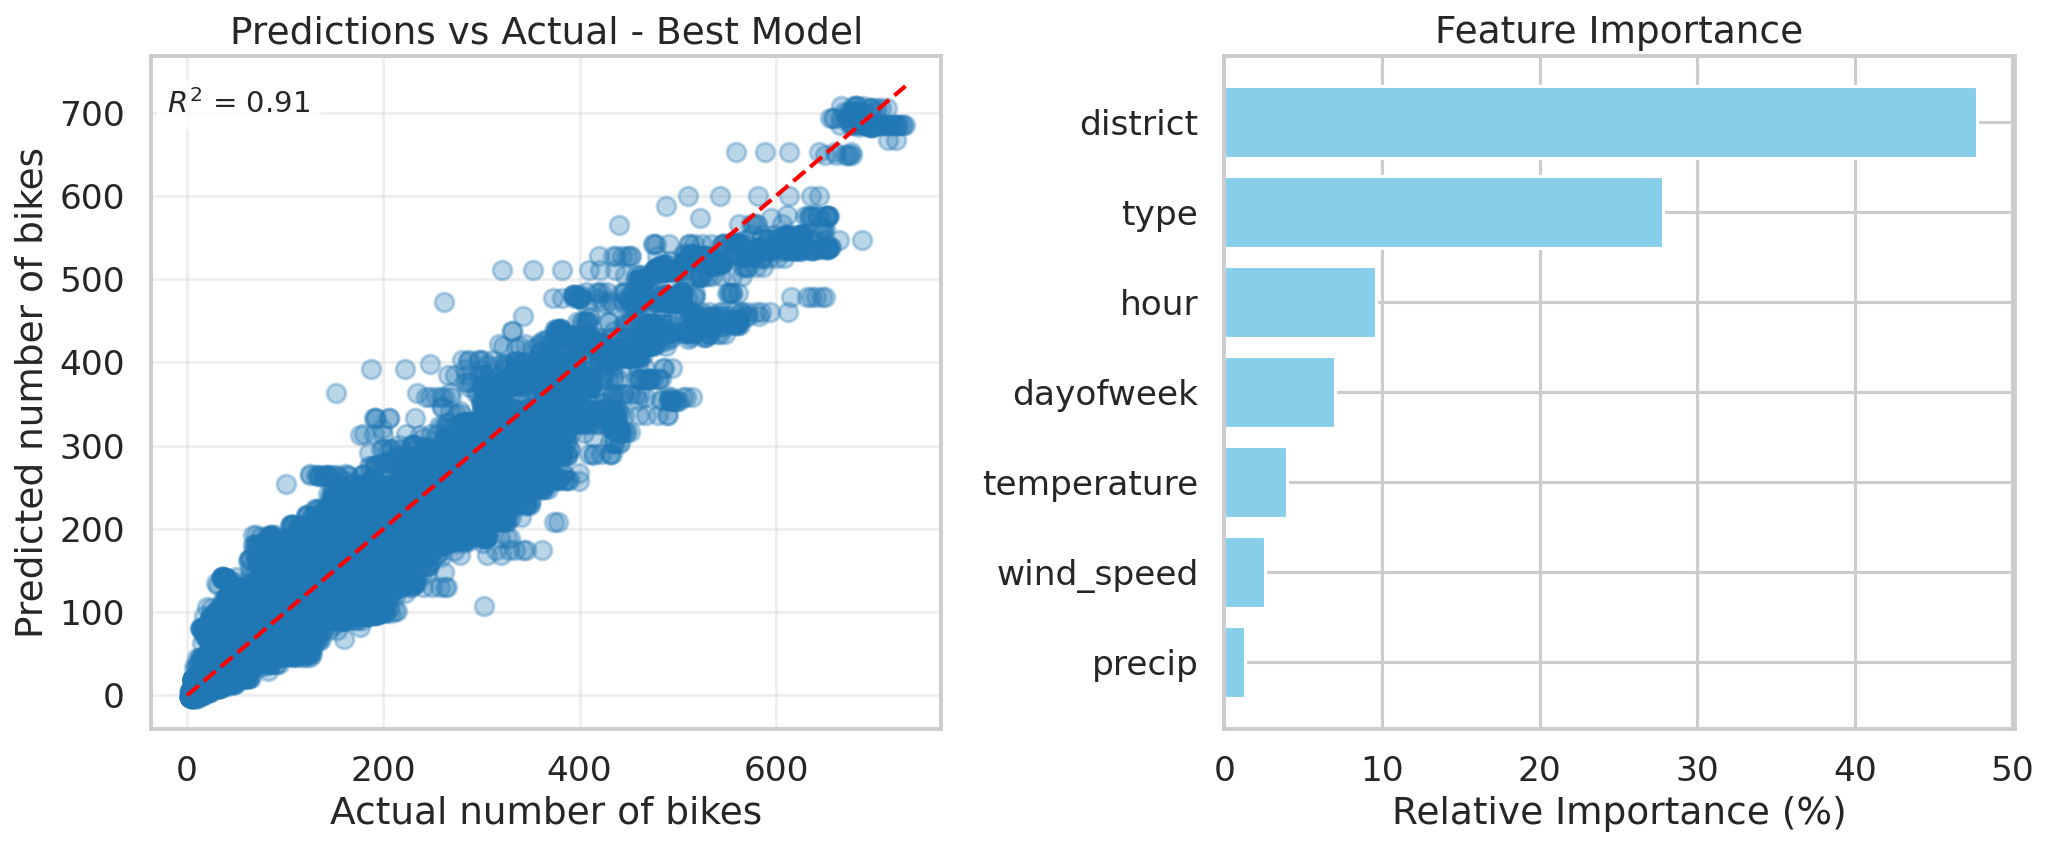 Predictions vs Actual - Best Model
R² = 0.91
Predicted number of bikes
700
600
500
400
300
200
100
0
0 200 400 600
Actual number of bikes
Feature Importance
district
type
hour
dayofweek
temperature
wind_speed
precip
0 10 20 30 40 50
Relative Importance (%)